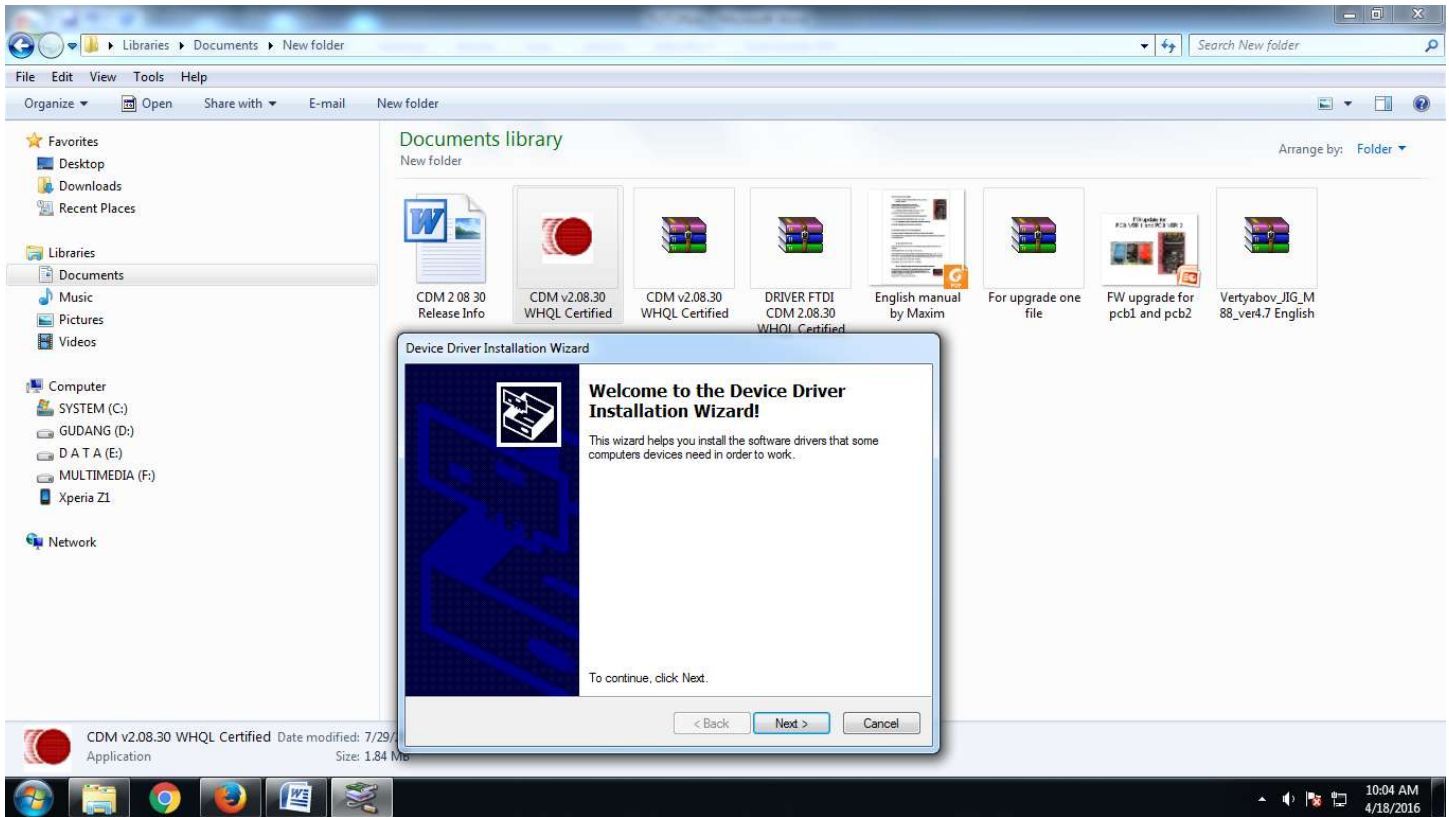 Libraries ▸ Documents ▸ New folder
Search New folder
File Edit View Tools Help
Organize Open Share with E-mail New folder
Favorites
Desktop
Downloads
Recent Places
Libraries
Documents
Music
Pictures
Videos
Computer
SYSTEM (C:)
GUDANG (D:)
D A T A (E:)
MULTIMEDIA (F:)
Xperia Z1
Network
Documents library
New folder
Arrange by: Folder
CDM 2 08 30
Release Info
CDM v2.08.30
WHQL Certified
CDM v2.08.30
WHQL Certified
DRIVER FTDI
CDM 2.08.30
WHQL Certified
English manual
by Maxim
For upgrade one
file
FW upgrade for
pcb1 and pcb2
Vertyabov_JIG_M
88_ver4.7 English
Device Driver Installation Wizard
Welcome to the Device Driver
Installation Wizard!
This wizard helps you install the software drivers that some
computers devices need in order to work.
To continue, click Next.
< Back Next > Cancel
CDM v2.08.30 WHQL Certified Date modified: 7/29/
Application Size: 1.84 MB
10:04 AM
4/18/2016